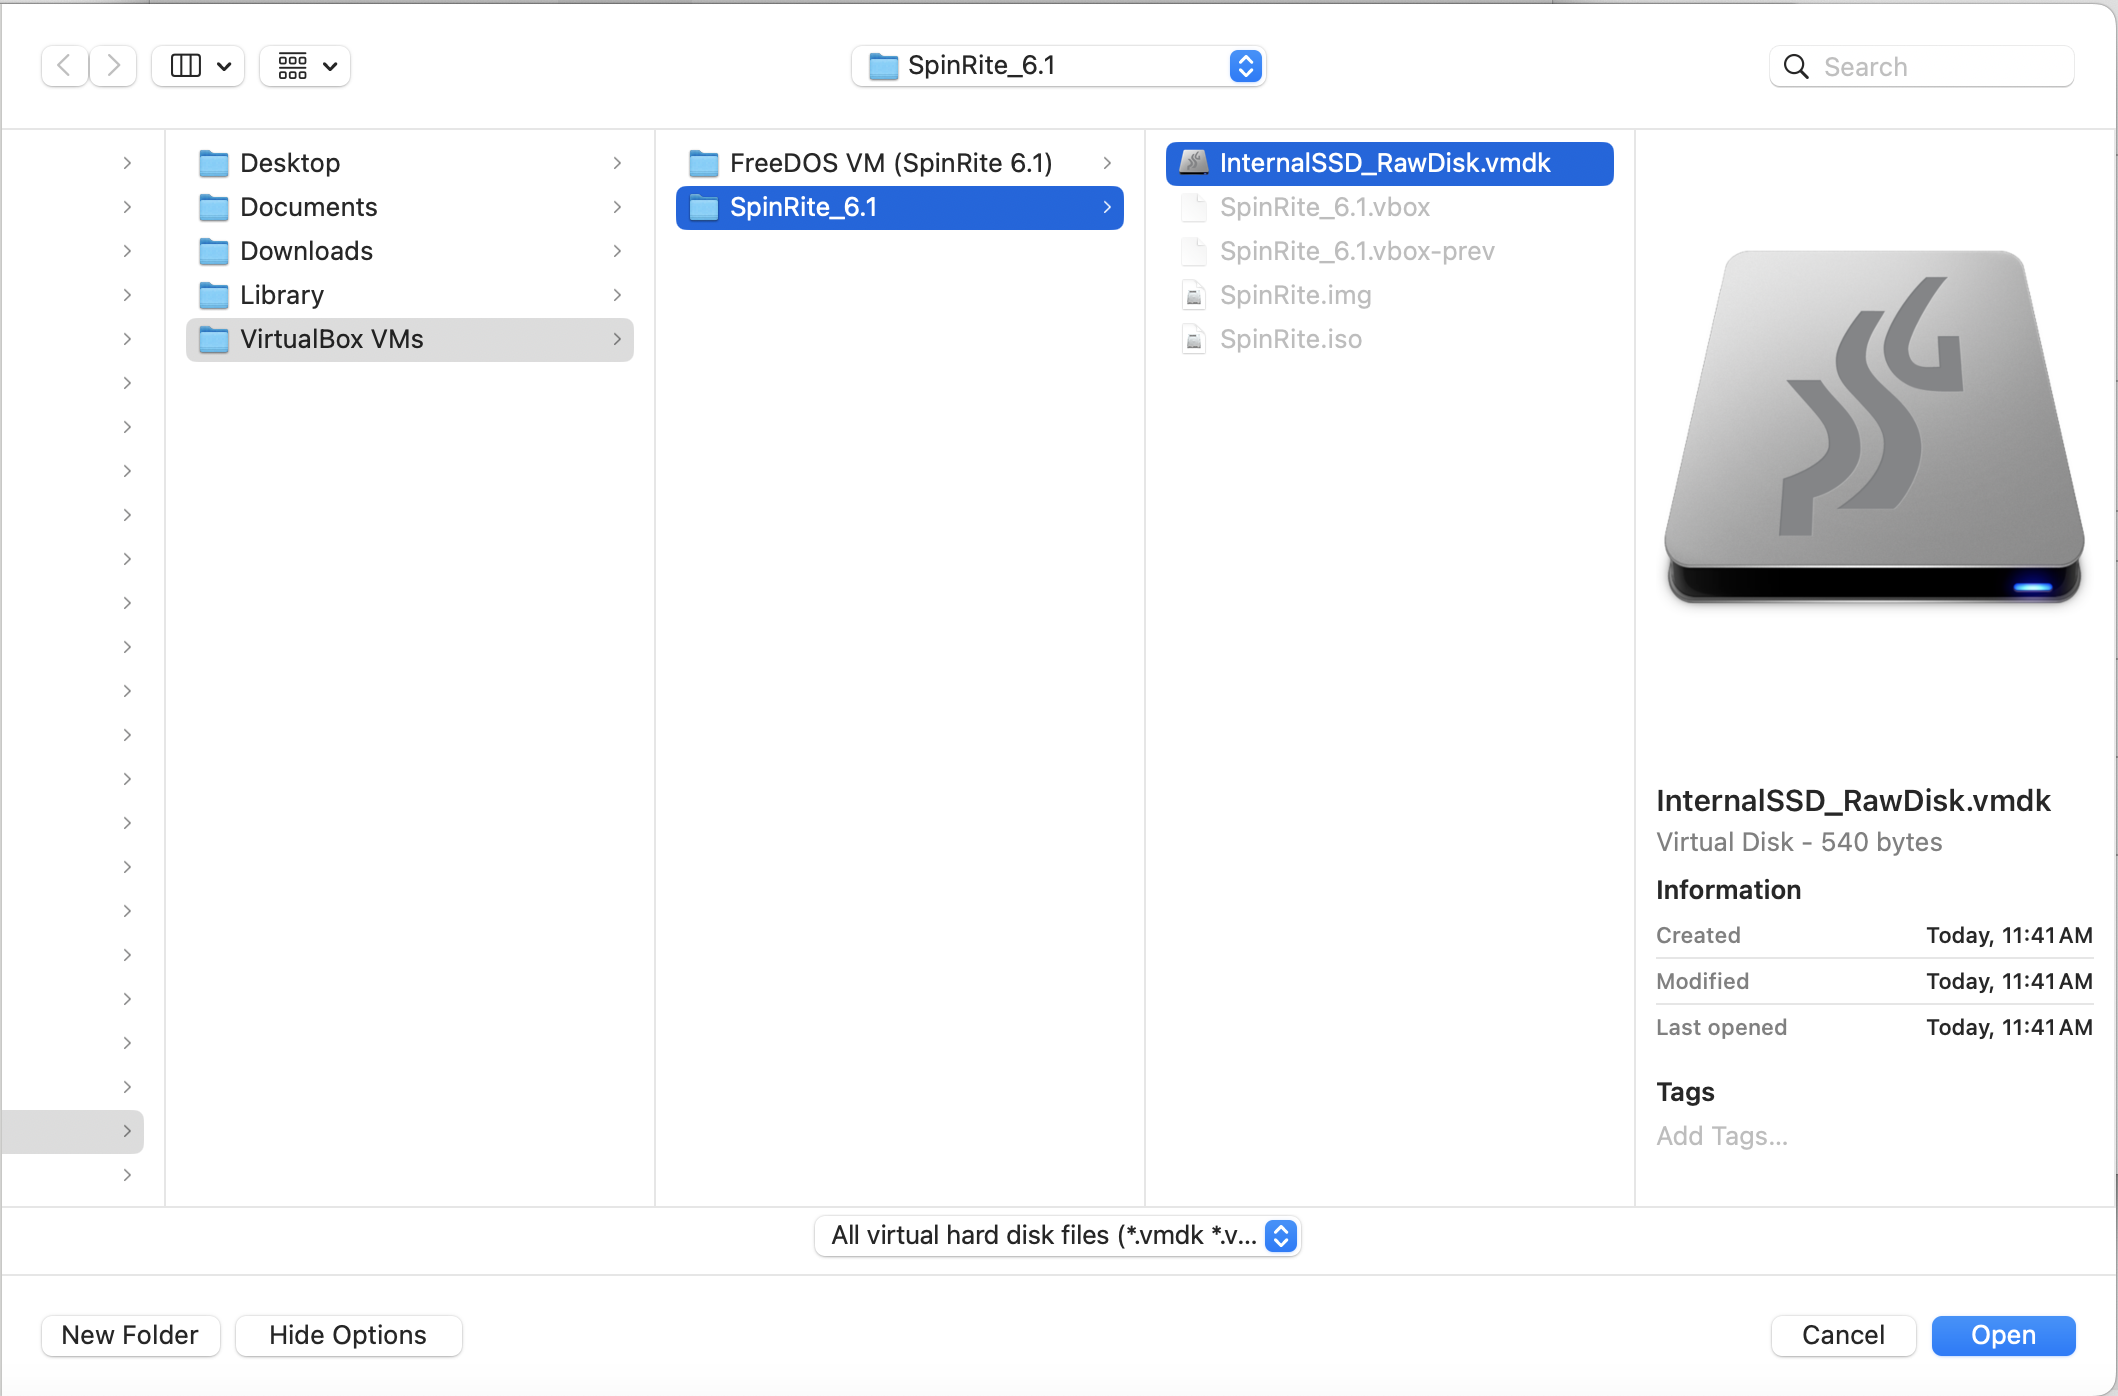 SpinRite_6.1
Search
Desktop
Documents
Downloads
Library
VirtualBox VMs
FreeDOS VM (SpinRite 6.1)
SpinRite_6.1
InternalSSD_RawDisk.vmdk
SpinRite_6.1.vbox
SpinRite_6.1.vbox-prev
SpinRite.img
SpinRite.iso
InternalSSD_RawDisk.vmdk
Virtual Disk - 540 bytes
Information
Created Today, 11:41 AM
Modified Today, 11:41 AM
Last opened Today, 11:41 AM
Tags
Add Tags...
All virtual hard disk files (*.vmdk *.v...
New Folder
Hide Options
Cancel
Open